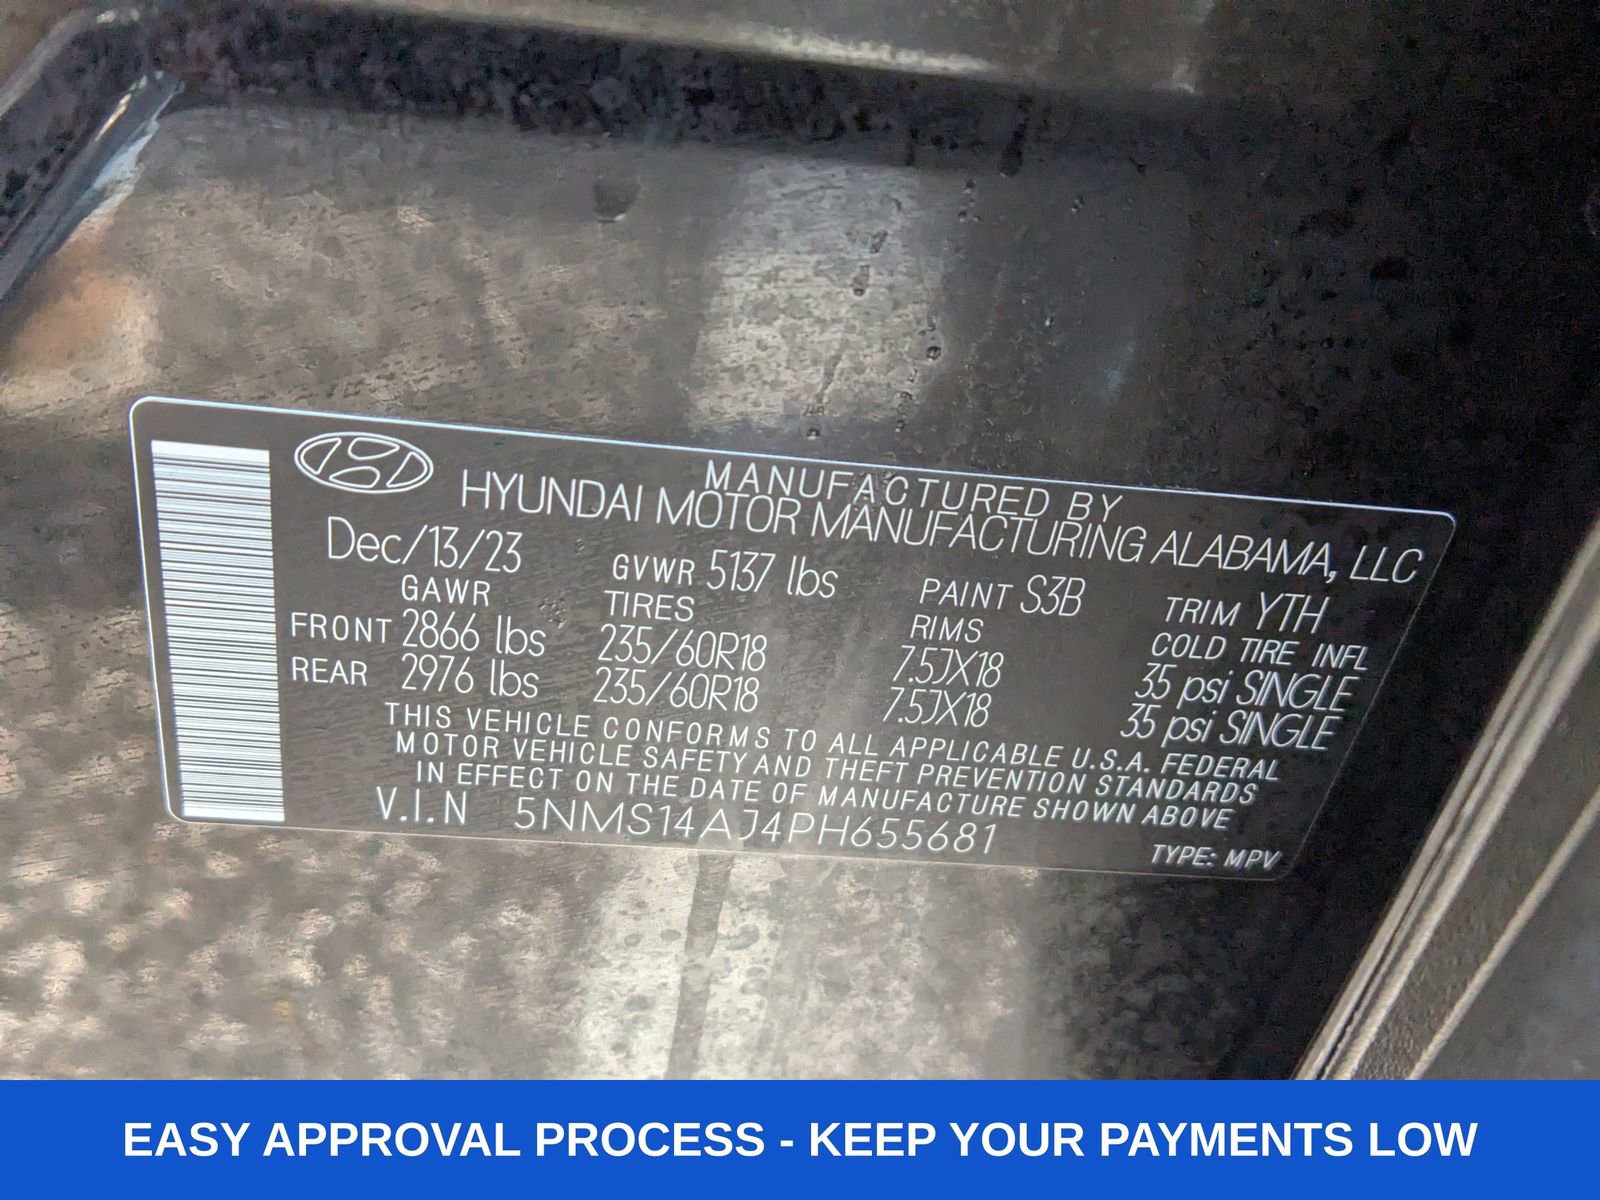 MANUFACTURED BY
HYUNDAI MOTOR MANUFACTURING ALABAMA, LLC
Dec/13/23 GVWR 5137 lbs PAINT S3B TRIM YTH
GAWR TIRES RIMS COLD TIRE INFL
FRONT 2866 lbs 235/60R18 7.5JX18 35 psi SINGLE
REAR 2976 lbs 235/60R18 7.5JX18 35 psi SINGLE
THIS VEHICLE CONFORMS TO ALL APPLICABLE U.S.A. FEDERAL
MOTOR VEHICLE SAFETY AND THEFT PREVENTION STANDARDS
IN EFFECT ON THE DATE OF MANUFACTURE SHOWN ABOVE
V.I.N 5NMS14AJ4PH655681
TYPE: MPV
EASY APPROVAL PROCESS - KEEP YOUR PAYMENTS LOW